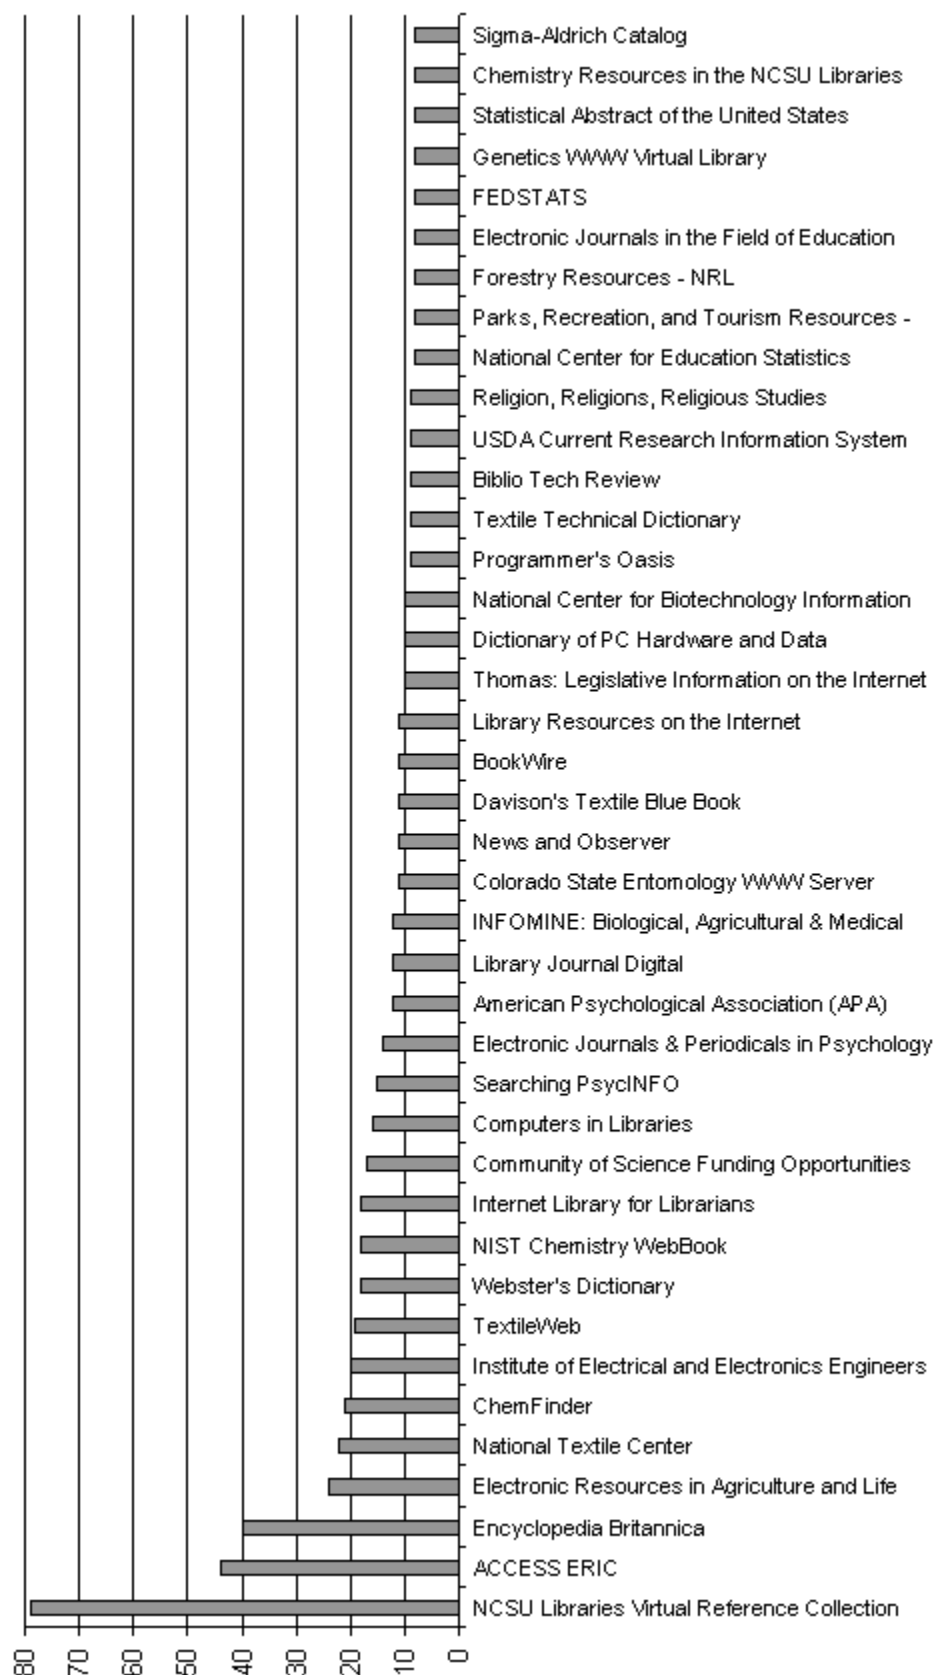 Sigma-Aldrich Catalog
Chemistry Resources in the NCSU Libraries
Statistical Abstract of the United States
Genetics WWW Virtual Library
FEDSTATS
Electronic Journals in the Field of Education
Forestry Resources - NRL
Parks, Recreation, and Tourism Resources -
National Center for Education Statistics
Religion, Religions, Religious Studies
USDA Current Research Information System
Biblio Tech Review
Textile Technical Dictionary
Programmer's Oasis
National Center for Biotechnology Information
Dictionary of PC Hardware and Data
Thomas: Legislative Information on the Internet
Library Resources on the Internet
BookWire
Davison's Textile Blue Book
News and Observer
Colorado State Entomology WWW Server
INFOMINE: Biological, Agricultural & Medical
Library Journal Digital
American Psychological Association (APA)
Electronic Journals & Periodicals in Psychology
Searching PsycINFO
Computers in Libraries
Community of Science Funding Opportunities
Internet Library for Librarians
NIST Chemistry WebBook
Webster's Dictionary
TextileWeb
Institute of Electrical and Electronics Engineers
ChemFinder
National Textile Center
Electronic Resources in Agriculture and Life
Encyclopedia Britannica
ACCESS ERIC
NCSU Libraries Virtual Reference Collection
80 70 60 50 40 30 20 10 0